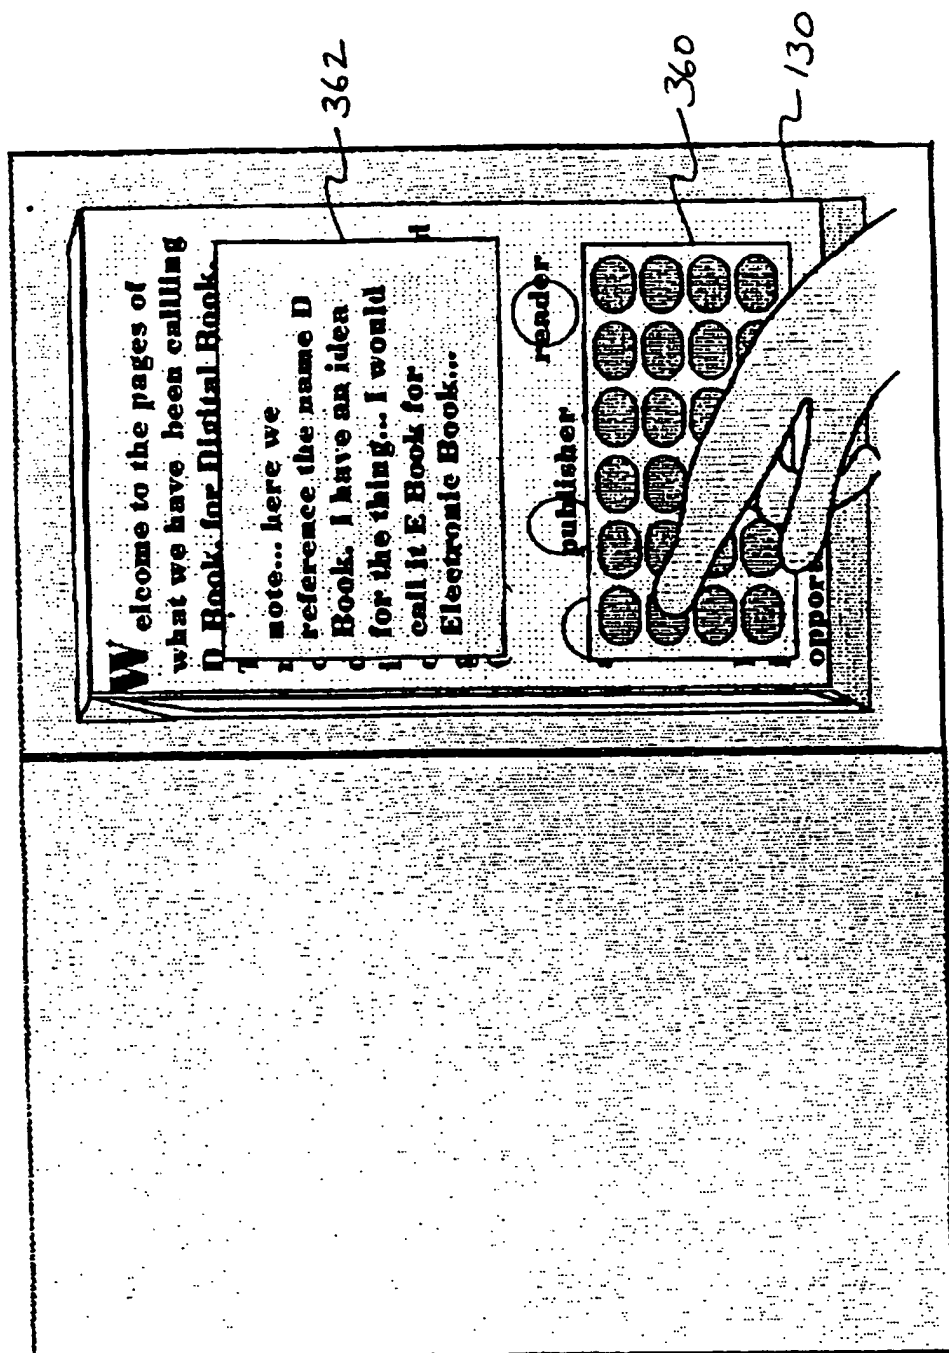 Welcome to the pages of
what we have been calling
D Book, for Digital Book.
note... here we
reference the name D
Book. I have an idea
for the thing... I would
call it E Book for
Electronic Book...
publisher
reader
opport
362
360
130